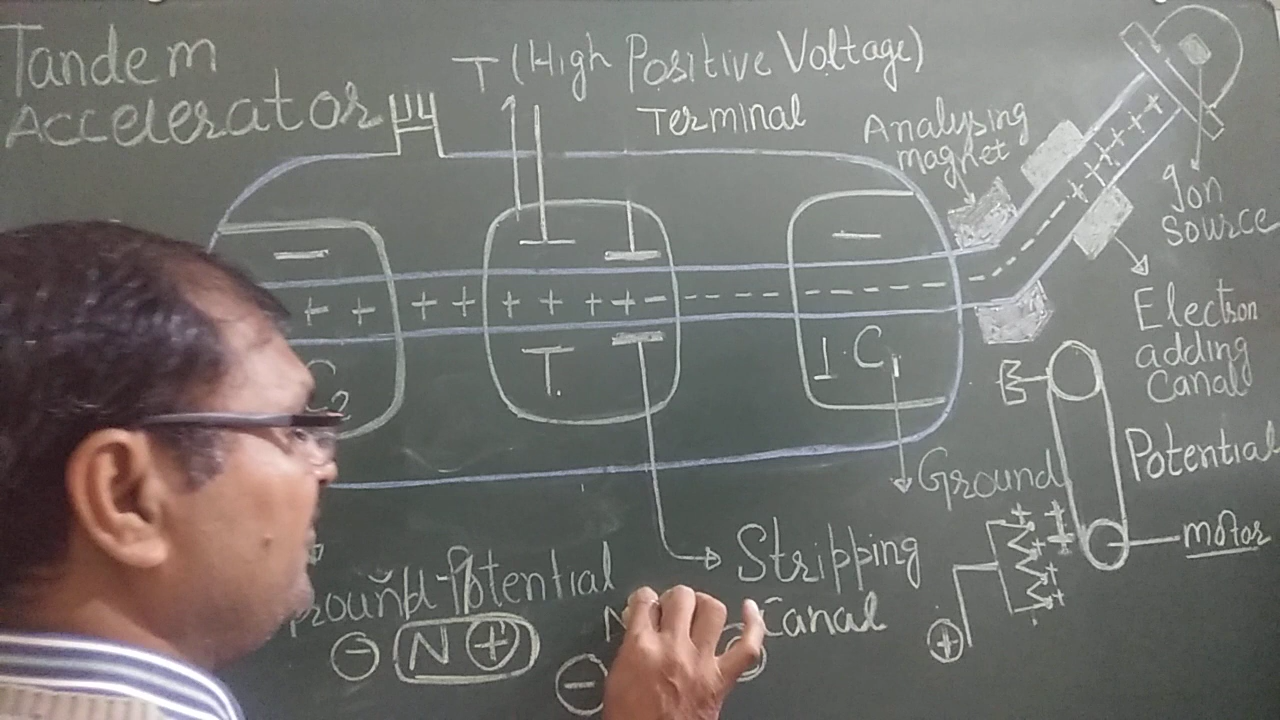 Tandem
Accelerator
T (High Positive Voltage)
Terminal
Analysing
magnet
Ion
Source
Electron
adding
Canal
C2
T
C1
Potential
Ground
motor
Stripping
Canal
Ground-Potential
N